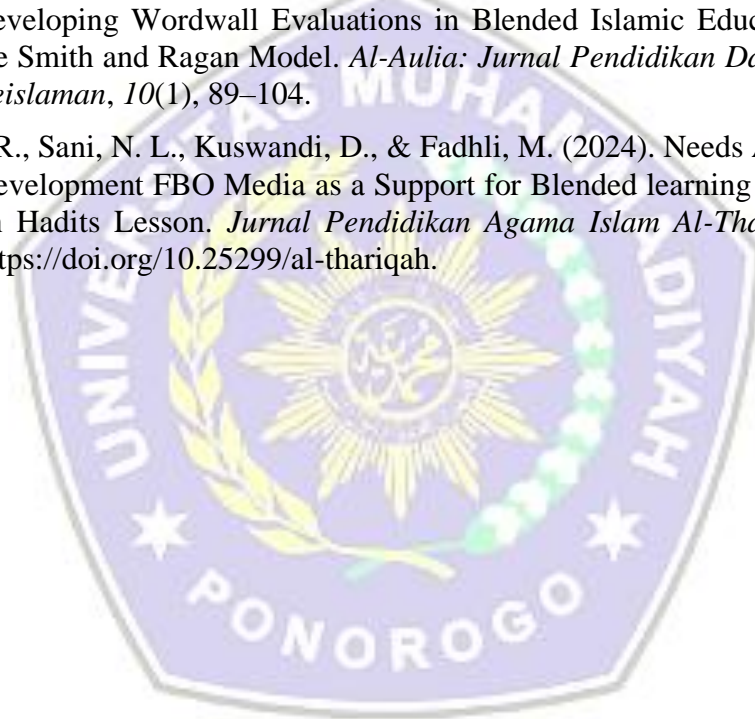 eveloping Wordwall Evaluations in Blended Islamic Educ
e Smith and Ragan Model. Al-Aulia: Jurnal Pendidikan Da
eislaman, 10(1), 89–104.
R., Sani, N. L., Kuswandi, D., & Fadhli, M. (2024). Needs A
evelopment FBO Media as a Support for Blended learning
n Hadits Lesson. Jurnal Pendidikan Agama Islam Al-Tha
tps://doi.org/10.25299/al-thariqah.
UNIVERSITAS MUHAMMADIYAH
PONOROGO